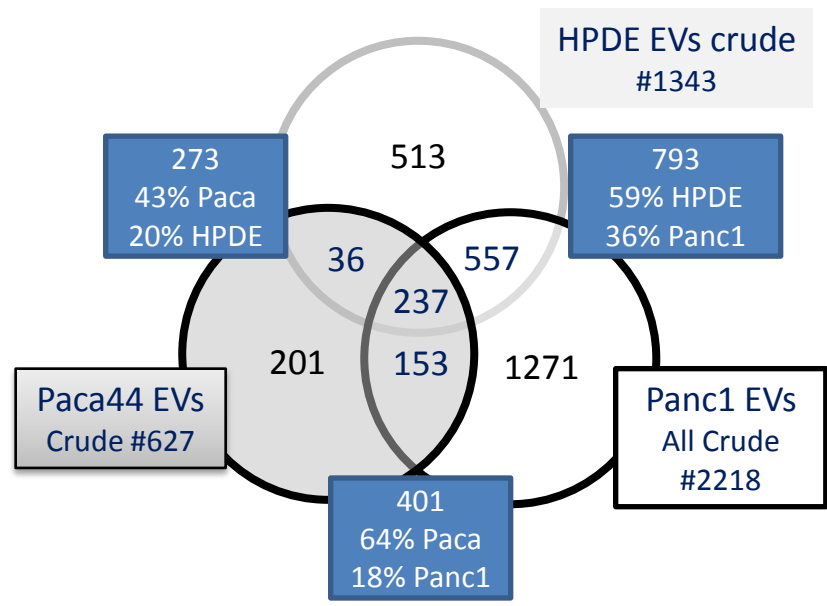 HPDE EVs crude
#1343
513
273
43% Paca
20% HPDE
793
59% HPDE
36% Panc1
36
557
237
201
153
1271
Paca44 EVs
Crude #627
Panc1 EVs
All Crude
#2218
401
64% Paca
18% Panc1